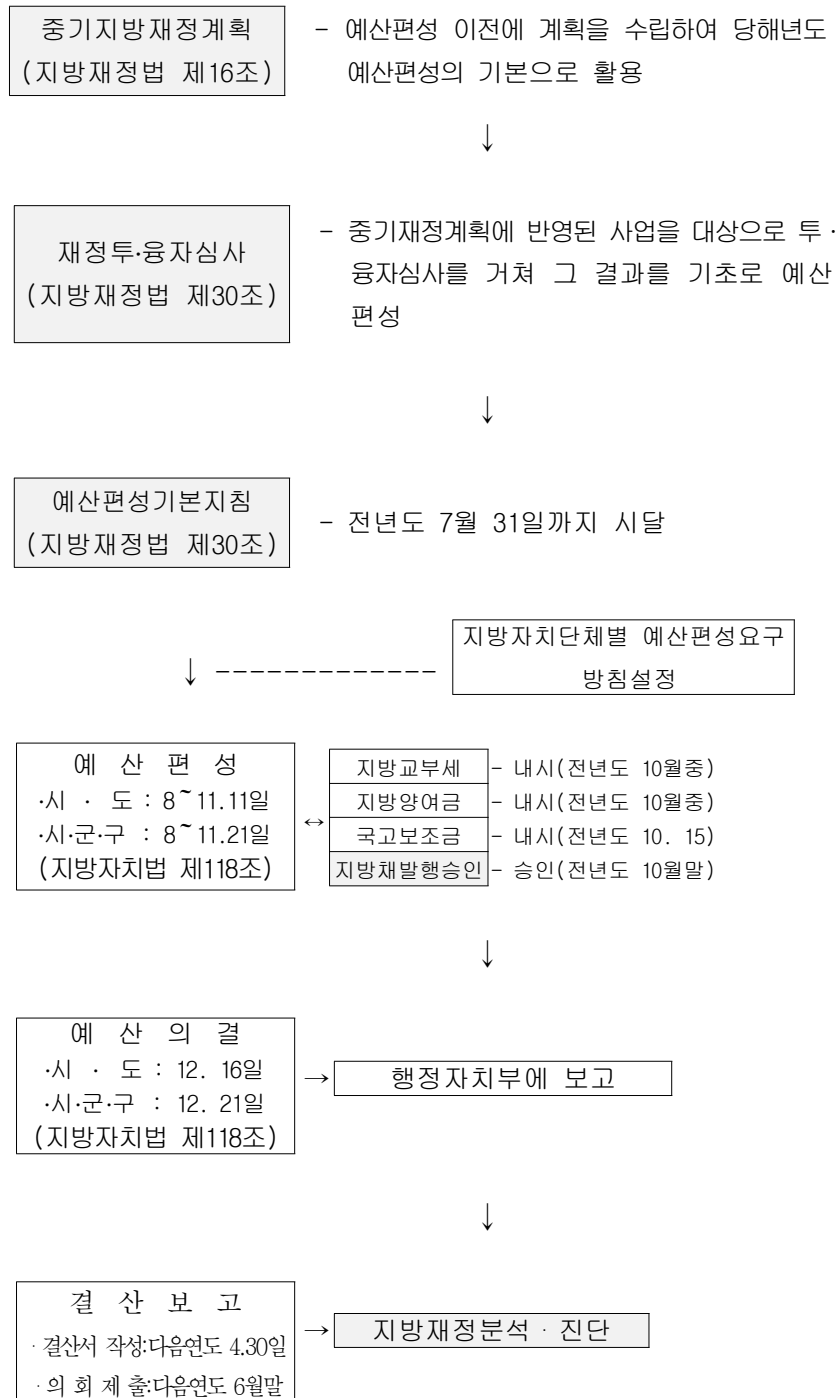 중기지방재정계획
(지방재정법 제16조)
- 예산편성 이전에 계획을 수립하여 당해년도
예산편성의 기본으로 활용
↓
재정투·융자심사
(지방재정법 제30조)
- 중기재정계획에 반영된 사업을 대상으로 투·
융자심사를 거쳐 그 결과를 기초로 예산
편성
↓
예산편성기본지침
(지방재정법 제30조)
- 전년도 7월 31일까지 시달
↓ -------------
지방자치단체별 예산편성요구
방침설정
예 산 편 성
·시 · 도 : 8~11.11일
·시·군·구 : 8~11.21일
(지방자치법 제118조)
↔
지방교부세 - 내시(전년도 10월중)
지방양여금 - 내시(전년도 10월중)
국고보조금 - 내시(전년도 10. 15)
지방채발행승인 - 승인(전년도 10월말)
↓
예 산 의 결
·시 · 도 : 12. 16일
·시·군·구 : 12. 21일
(지방자치법 제118조)
→ 행정자치부에 보고
↓
결 산 보 고
· 결산서 작성:다음연도 4.30일
· 의 회 제 출:다음연도 6월말
→ 지방재정분석 · 진단